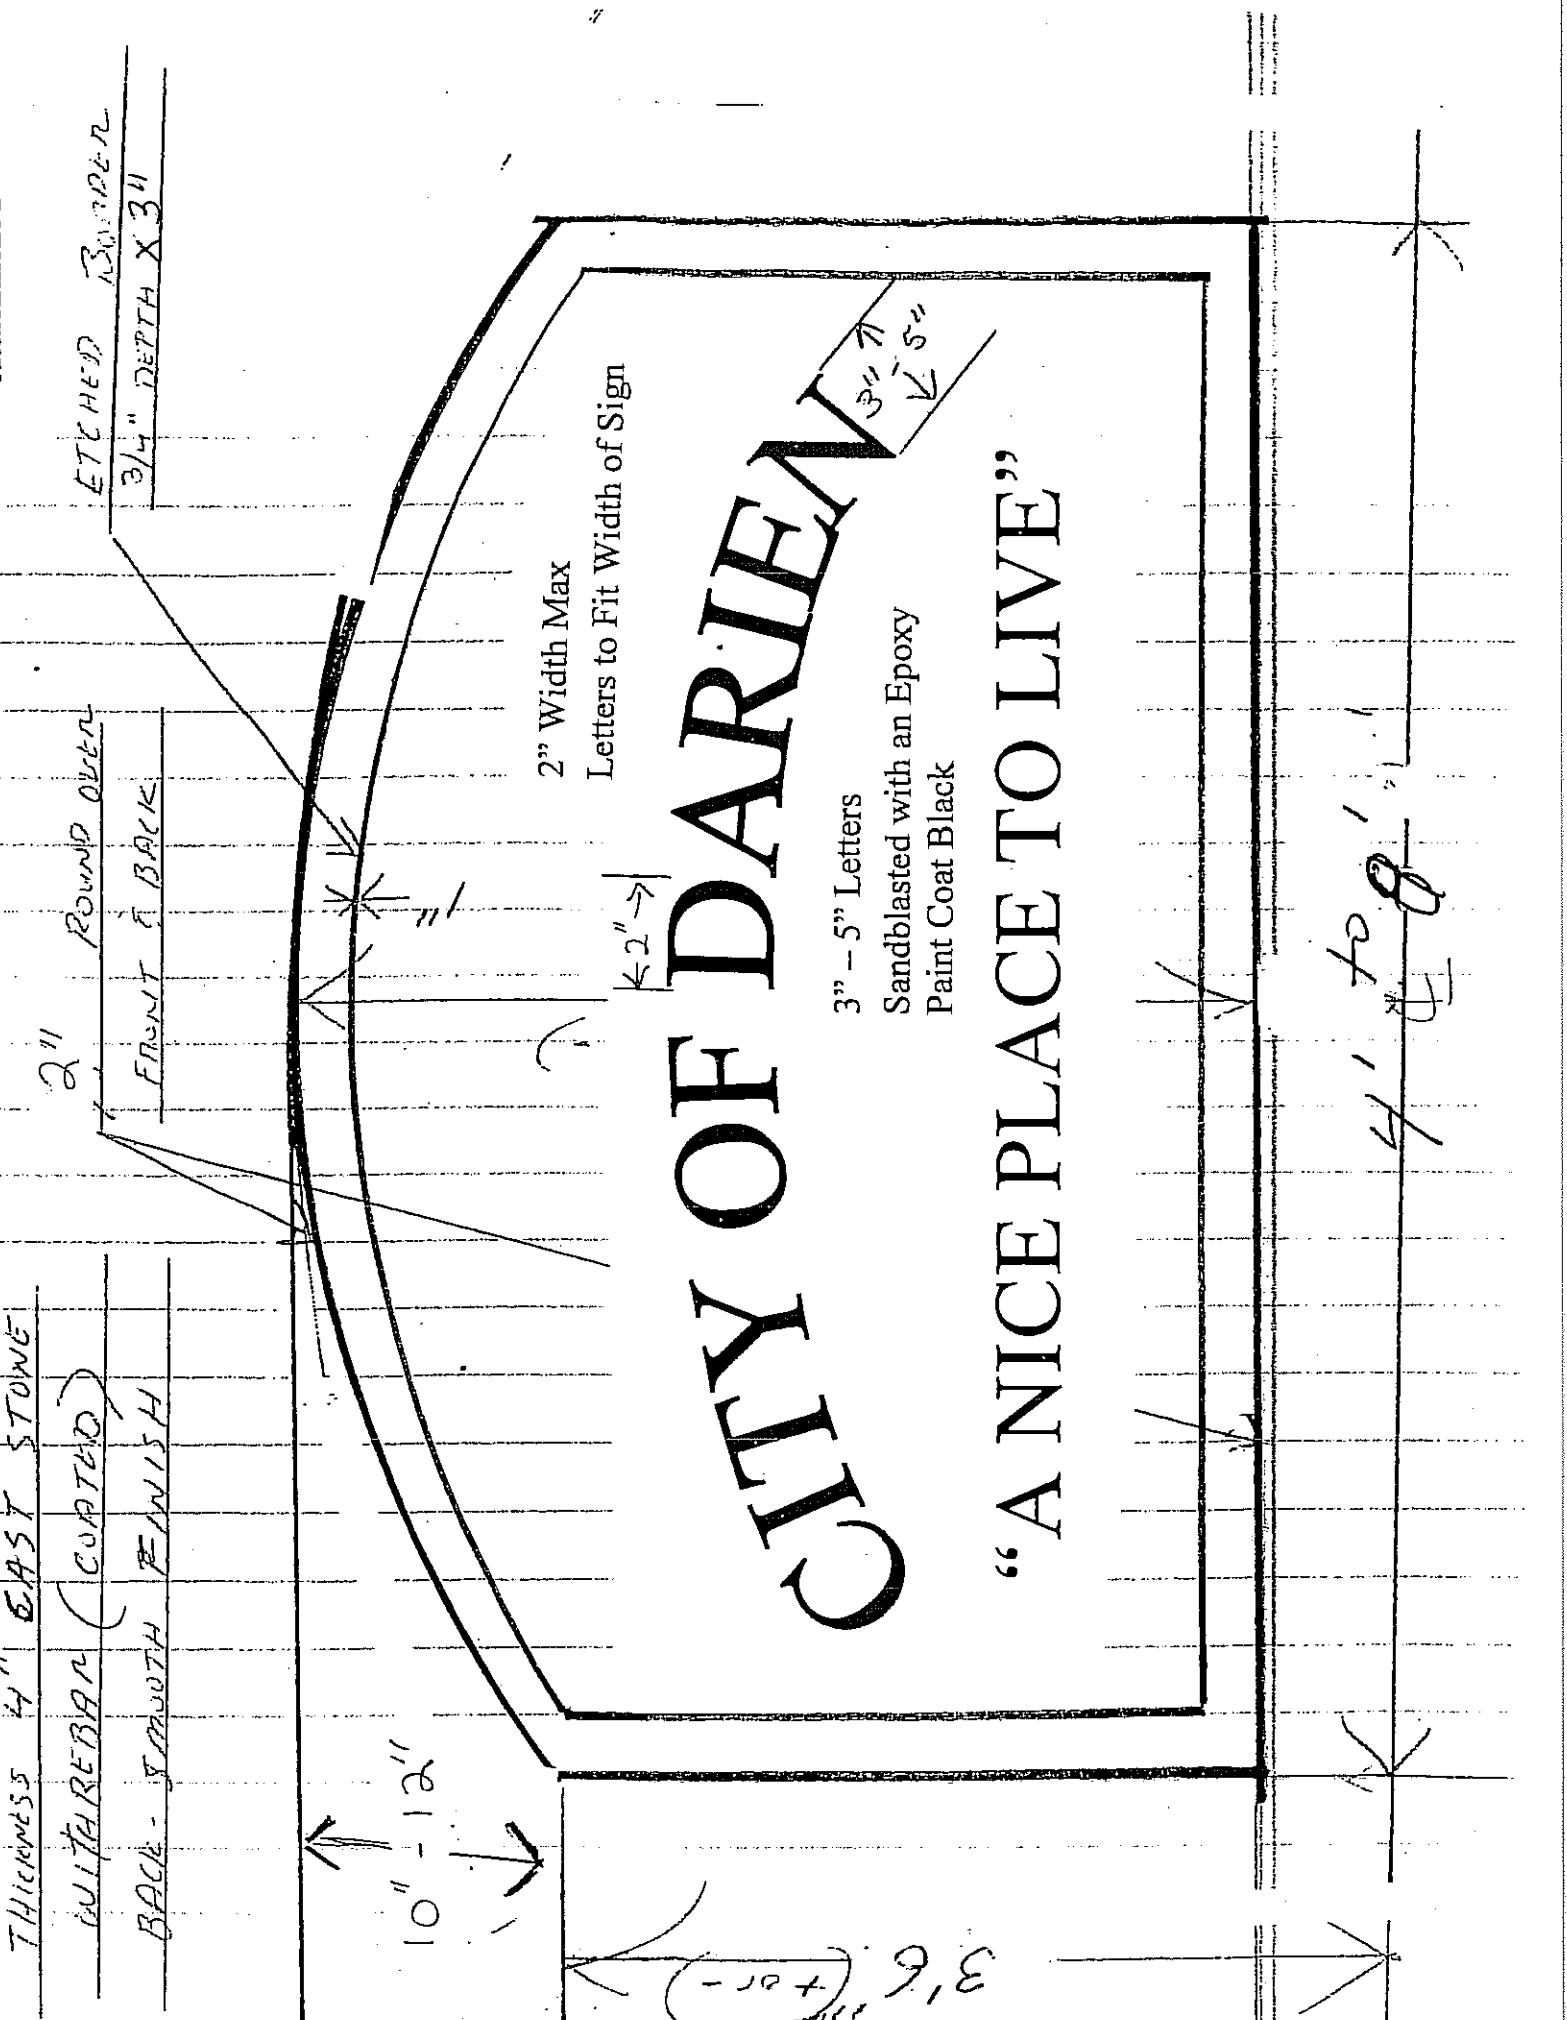 THICKNESS 4" EAST STONE
WITH REBAR (COATED)
BACK - SMOOTH FINISH
2" ROUND OVER
FRONT & BACK
ETCHED BORDER
3/4" DEPTH X 3"
10" - 12"
1"
2" Width Max
Letters to Fit Width of Sign
2"
CITY OF DARIEN
3" - 5"
3” – 5” Letters
Sandblasted with an Epoxy
Paint Coat Black
“A NICE PLACE TO LIVE”
3'6" (+ or -)
4' to 8'